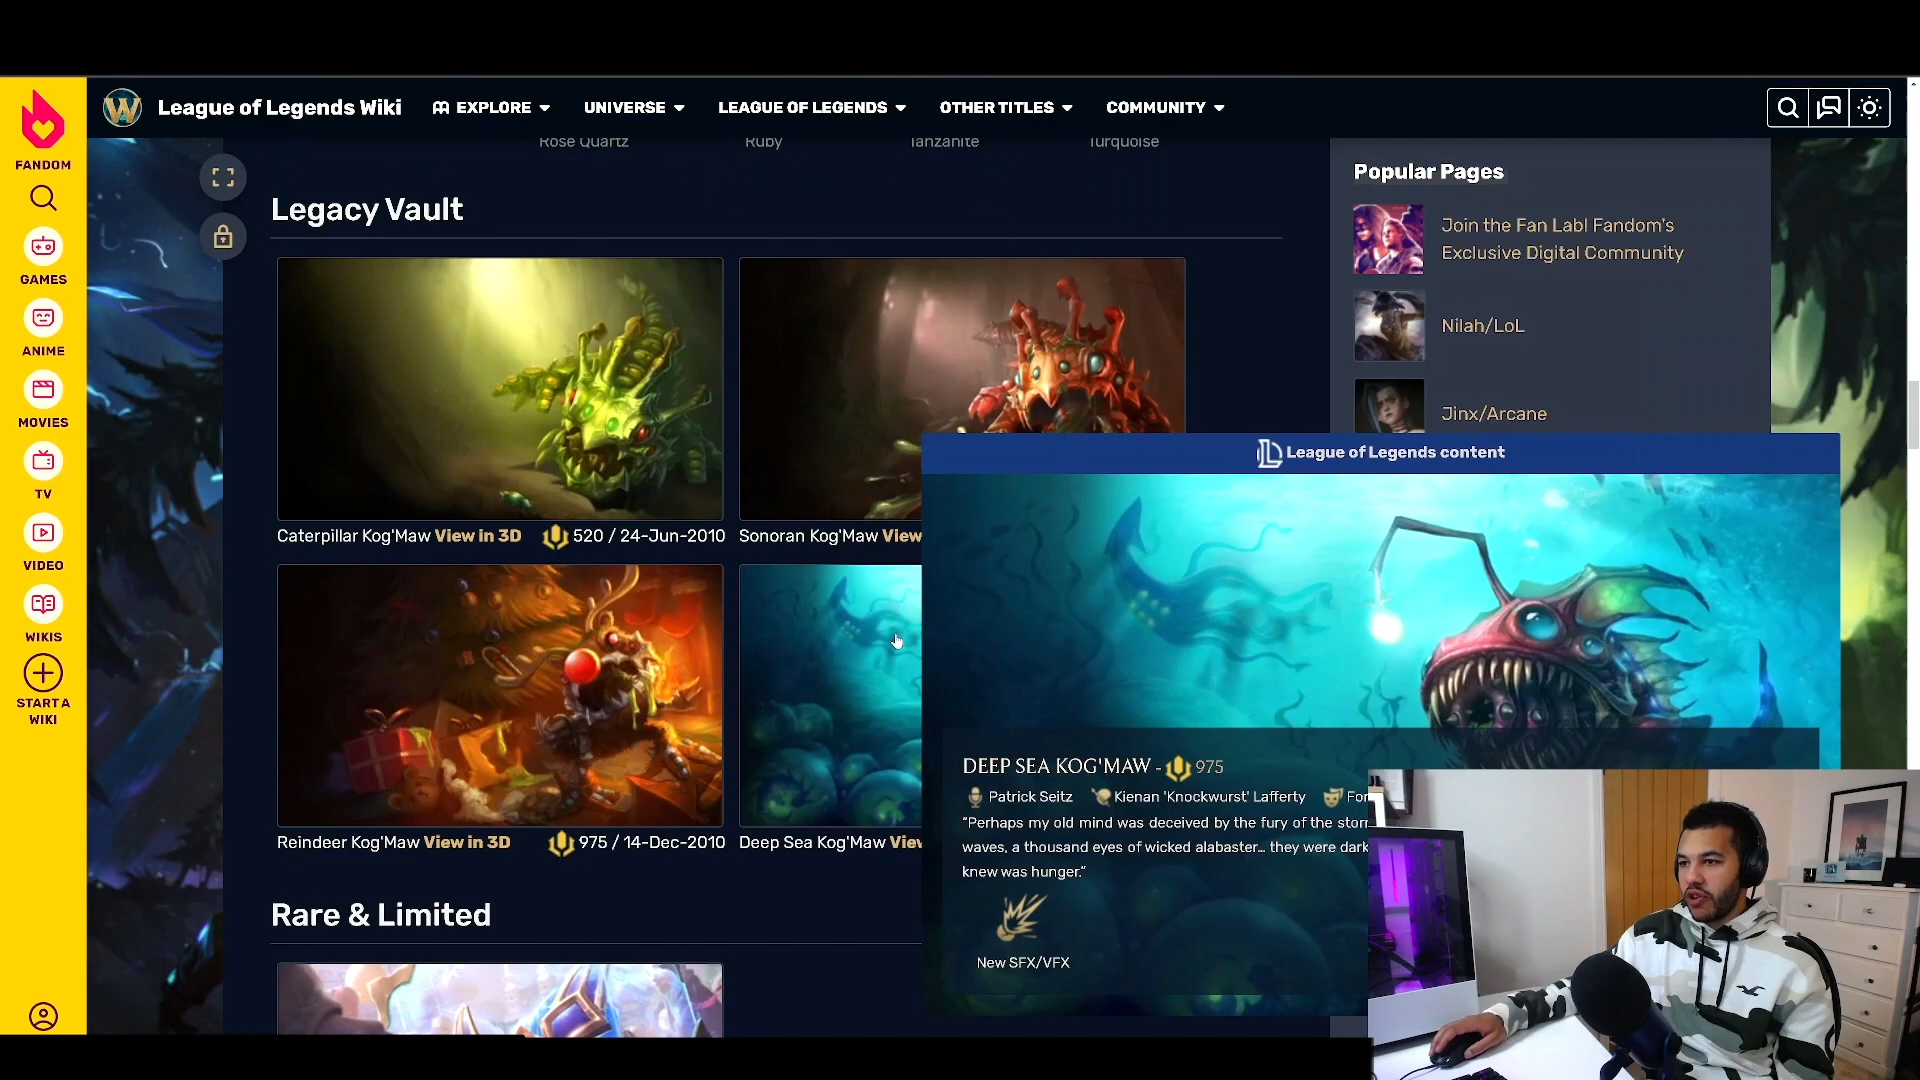 FANDOM
GAMES
ANIME
MOVIES
TV
VIDEO
WIKIS
START A
WIKI
League of Legends Wiki
EXPLORE
UNIVERSE
LEAGUE OF LEGENDS
OTHER TITLES
COMMUNITY
Rose Quartz
Ruby
Tanzanite
Turquoise
Legacy Vault
Caterpillar Kog'Maw View in 3D 520 / 24-Jun-2010
Sonoran Kog'Maw View
Reindeer Kog'Maw View in 3D 975 / 14-Dec-2010
Deep Sea Kog'Maw View
Rare & Limited
Popular Pages
Join the Fan Lab! Fandom's
Exclusive Digital Community
Nilah/LoL
Jinx/Arcane
League of Legends content
DEEP SEA KOG'MAW - 975
Patrick Seitz Kienan 'Knockwurst' Lafferty
"Perhaps my old mind was deceived by the fury of the
waves, a thousand eyes of wicked alabaster... they were dark
knew was hunger."
New SFX/VFX